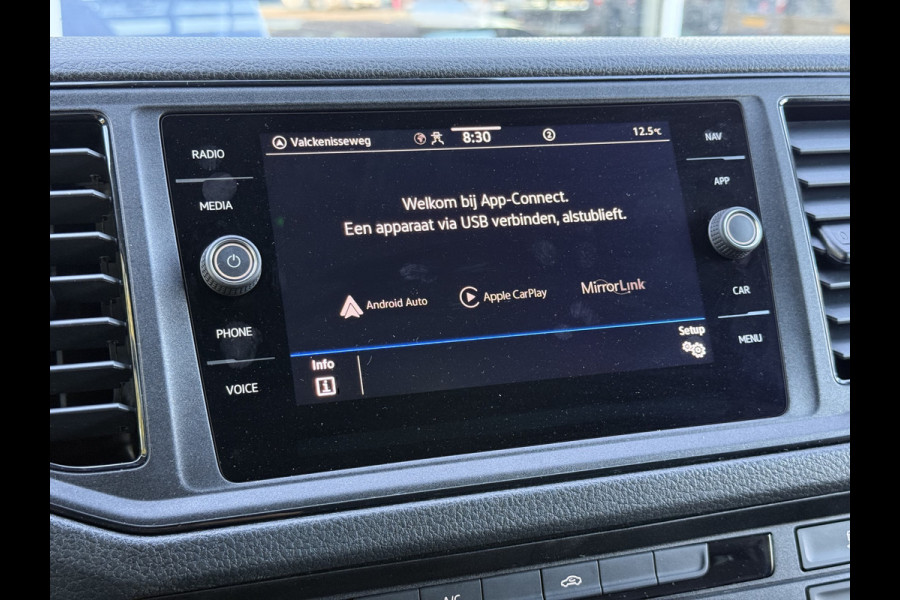 Valckenisseweg
8:30
2
12.5°C
RADIO
MEDIA
PHONE
VOICE
NAV
APP
CAR
MENU
Welkom bij App-Connect.
Een apparaat via USB verbinden, alstublieft.
Android Auto
Apple CarPlay
MirrorLink
Info
Setup
A/C